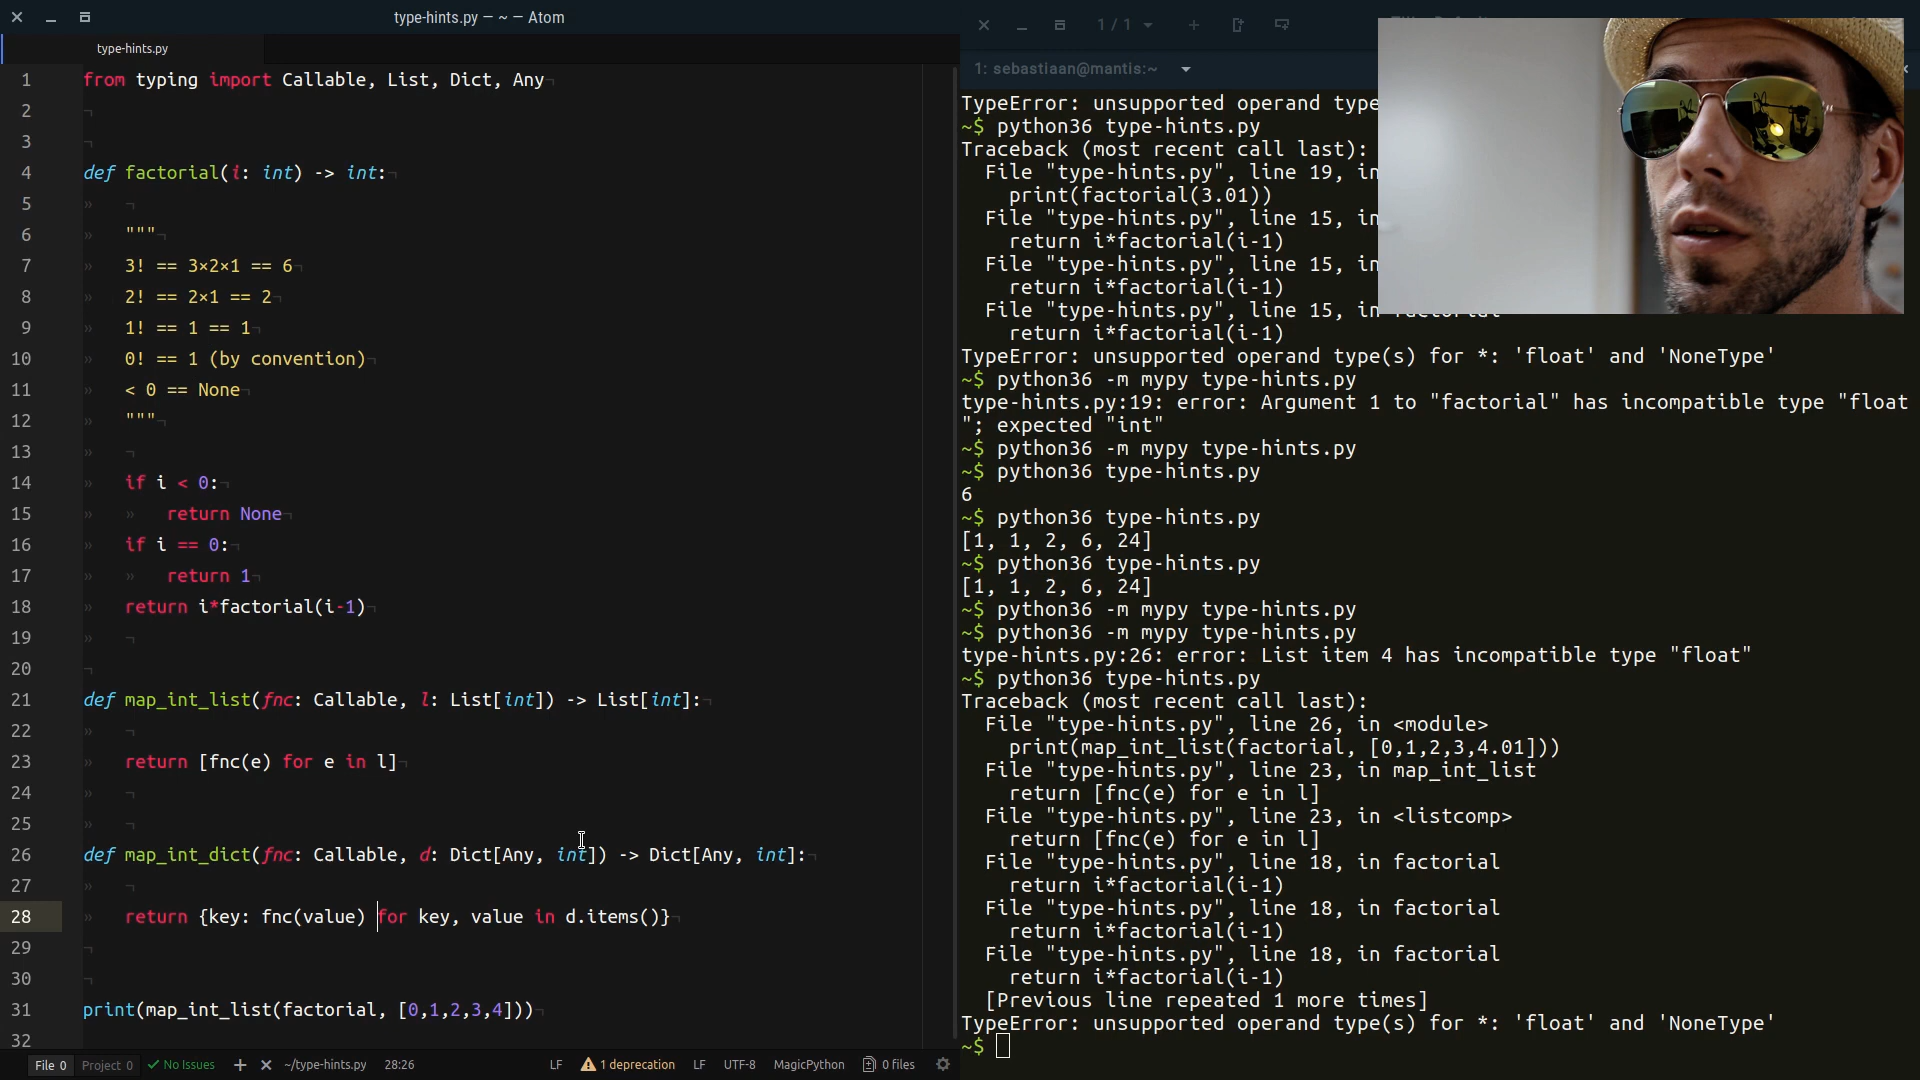 type-hints.py — ~ — Atom
type-hints.py
1 from typing import Callable, List, Dict, Any
2
3
4 def factorial(i: int) -> int:
5
6 """
7 3! == 3×2×1 == 6
8 2! == 2×1 == 2
9 1! == 1 == 1
10 0! == 1 (by convention)
11 < 0 == None
12 """
13
14 if i < 0:
15 return None
16 if i == 0:
17 return 1
18 return i*factorial(i-1)
19
20
21 def map_int_list(fnc: Callable, l: List[int]) -> List[int]:
22
23 return [fnc(e) for e in l]
24
25
26 def map_int_dict(fnc: Callable, d: Dict[Any, int]) -> Dict[Any, int]:
27
28 return {key: fnc(value) for key, value in d.items()}
29
30
31 print(map_int_list(factorial, [0,1,2,3,4]))
32
File 0 Project 0 No Issues ~/type-hints.py 28:26 LF 1 deprecation LF UTF-8 MagicPython 0 files
1 / 1
1: sebastiaan@mantis:~
TypeError: unsupported operand type
~$ python36 type-hints.py
Traceback (most recent call last):
File "type-hints.py", line 19, in
print(factorial(3.01))
File "type-hints.py", line 15, in
return i*factorial(i-1)
File "type-hints.py", line 15, in
return i*factorial(i-1)
File "type-hints.py", line 15, in factorial
return i*factorial(i-1)
TypeError: unsupported operand type(s) for *: 'float' and 'NoneType'
~$ python36 -m mypy type-hints.py
type-hints.py:19: error: Argument 1 to "factorial" has incompatible type "float
"; expected "int"
~$ python36 -m mypy type-hints.py
~$ python36 type-hints.py
6
~$ python36 type-hints.py
[1, 1, 2, 6, 24]
~$ python36 type-hints.py
[1, 1, 2, 6, 24]
~$ python36 -m mypy type-hints.py
~$ python36 -m mypy type-hints.py
type-hints.py:26: error: List item 4 has incompatible type "float"
~$ python36 type-hints.py
Traceback (most recent call last):
File "type-hints.py", line 26, in <module>
print(map_int_list(factorial, [0,1,2,3,4.01]))
File "type-hints.py", line 23, in map_int_list
return [fnc(e) for e in l]
File "type-hints.py", line 23, in <listcomp>
return [fnc(e) for e in l]
File "type-hints.py", line 18, in factorial
return i*factorial(i-1)
File "type-hints.py", line 18, in factorial
return i*factorial(i-1)
File "type-hints.py", line 18, in factorial
return i*factorial(i-1)
[Previous line repeated 1 more times]
TypeError: unsupported operand type(s) for *: 'float' and 'NoneType'
~$